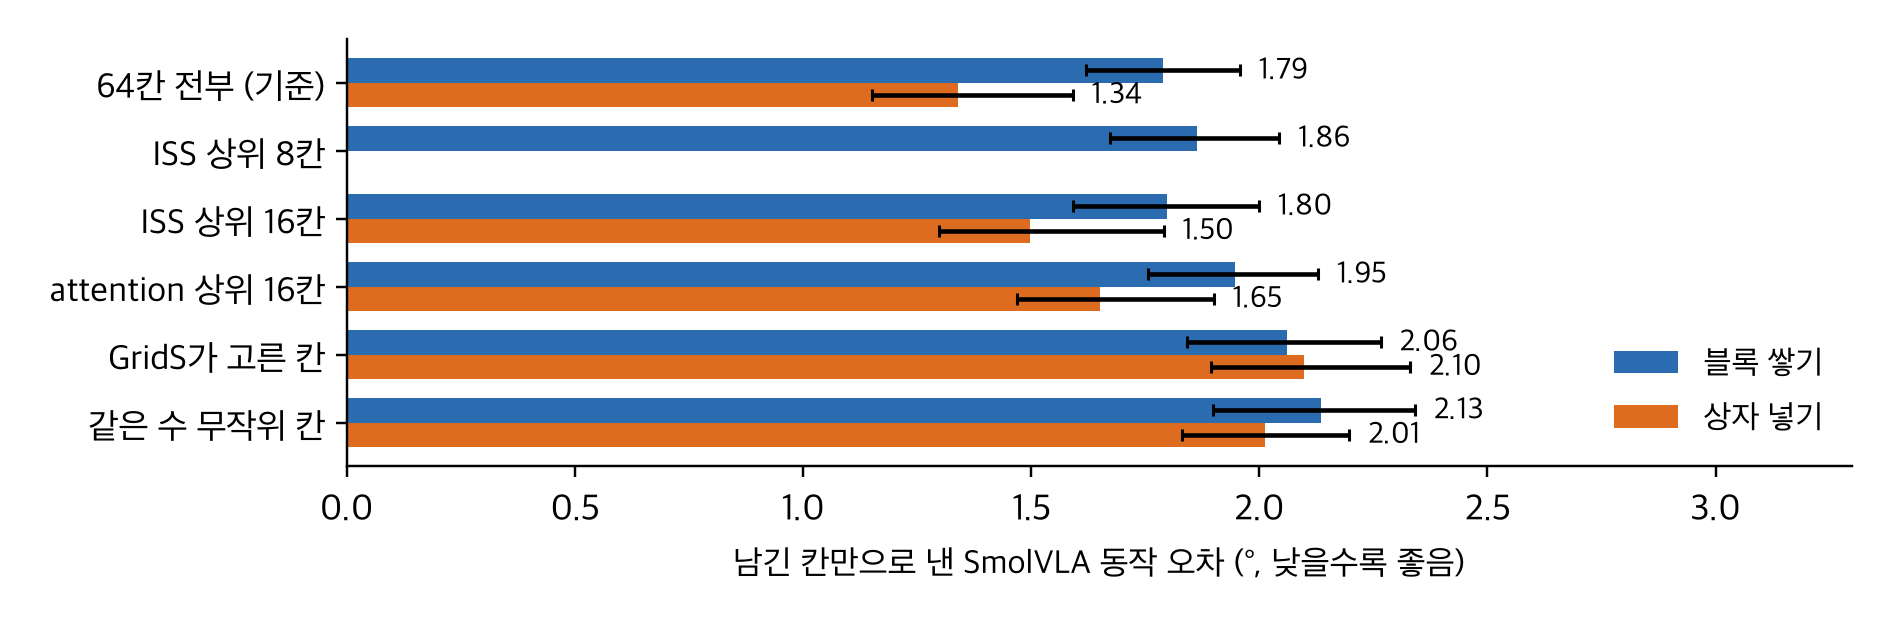 64칸 전부 (기준)
1.79
1.34
ISS 상위 8칸
1.86
ISS 상위 16칸
1.80
1.50
attention 상위 16칸
1.95
1.65
GridS가 고른 칸
2.06
2.10
같은 수 무작위 칸
2.13
2.01
블록 쌓기
상자 넣기
0.0 0.5 1.0 1.5 2.0 2.5 3.0
남긴 칸만으로 낸 SmolVLA 동작 오차 (°, 낮을수록 좋음)